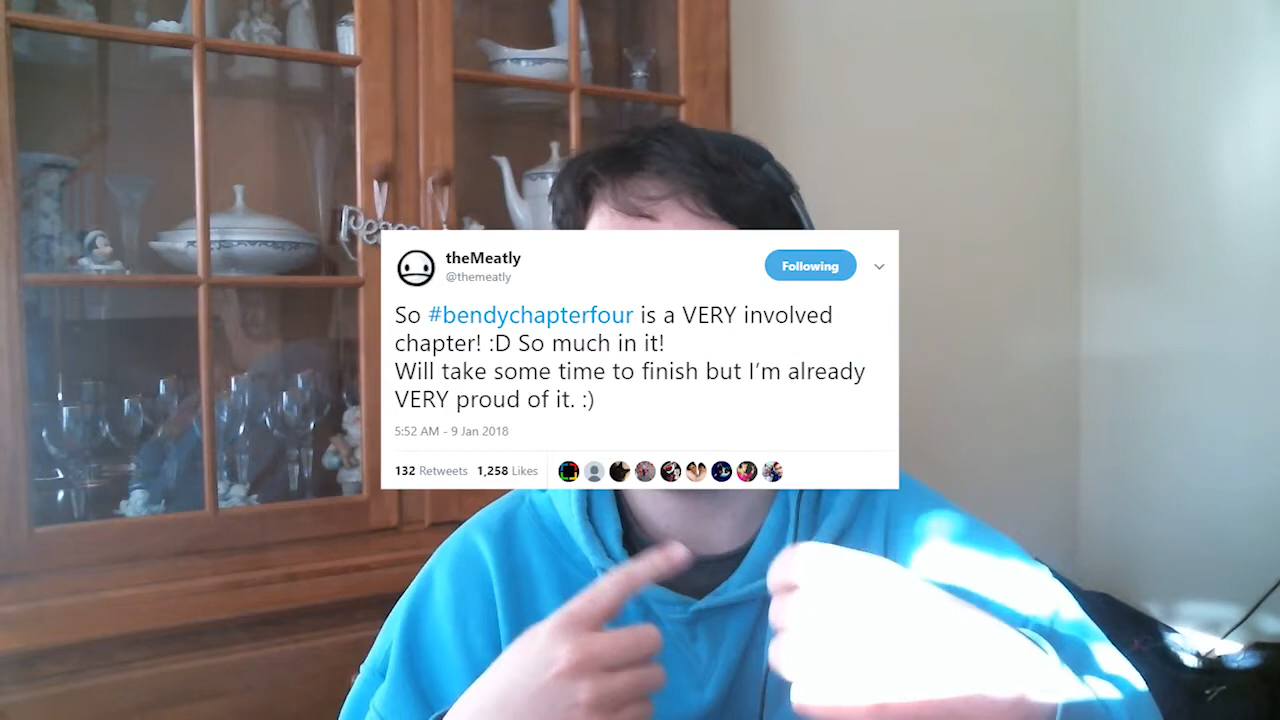 Peace
theMeatly
@themeatly
Following
So #bendychapterfour is a VERY involved
chapter! :D So much in it!
Will take some time to finish but I’m already
VERY proud of it. :)
5:52 AM - 9 Jan 2018
132 Retweets 1,258 Likes